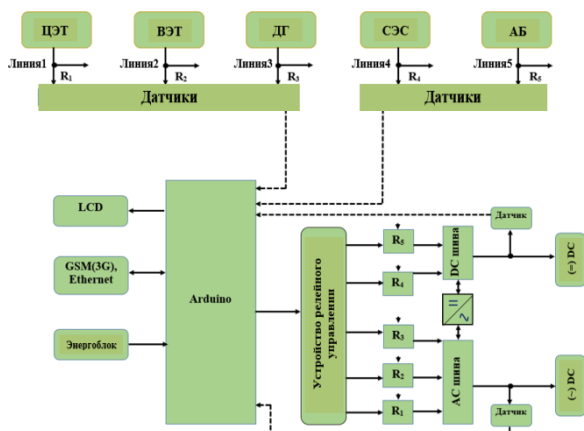 ЦЭТ ВЭТ ДГ СЭС АБ
Линия1 Линия2 Линия3 Линия4 Линия5
R₁ R₂ R₃ R₄ R₅
Датчики Датчики
LCD
GSM(3G),
Ethernet
Энергоблок
Arduino
Устройство релейного
управлении
R₅
R₄
R₃
R₂
R₁
DC шина
=
~
AC шина
Датчик
(=) DC
(~) DC
Датчик